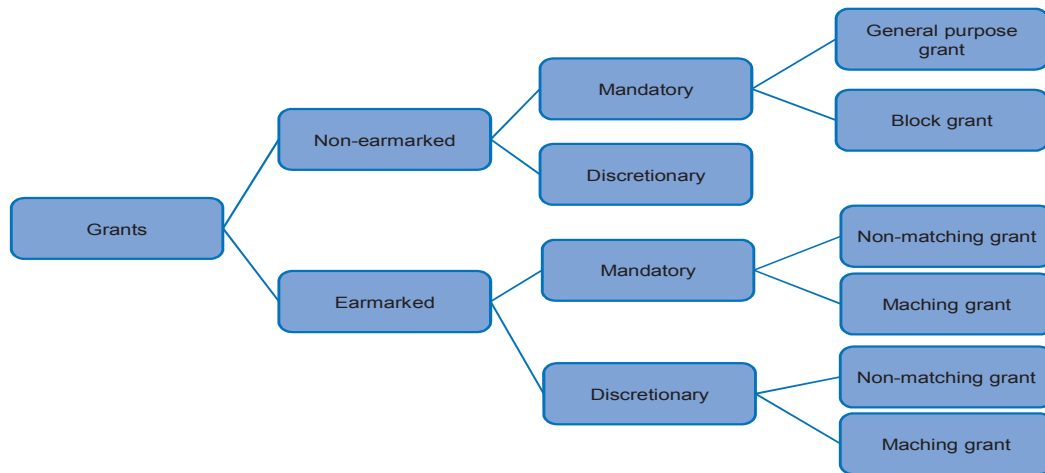 General purpose
grant
Mandatory
Block grant
Non-earmarked
Discretionary
Grants
Non-matching grant
Mandatory
Earmarked
Maching grant
Non-matching grant
Discretionary
Maching grant